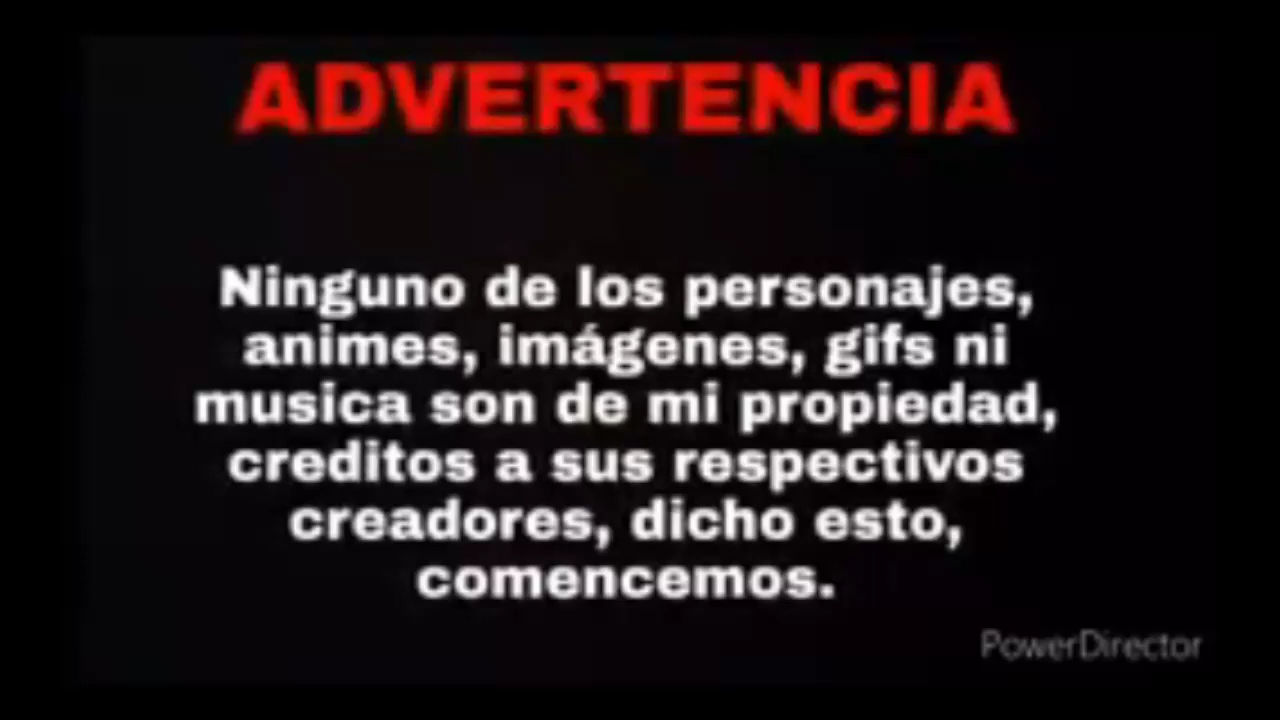 ADVERTENCIA
Ninguno de los personajes,
animes, imágenes, gifs ni
musica son de mi propiedad,
creditos a sus respectivos
creadores, dicho esto,
comencemos.
PowerDirector